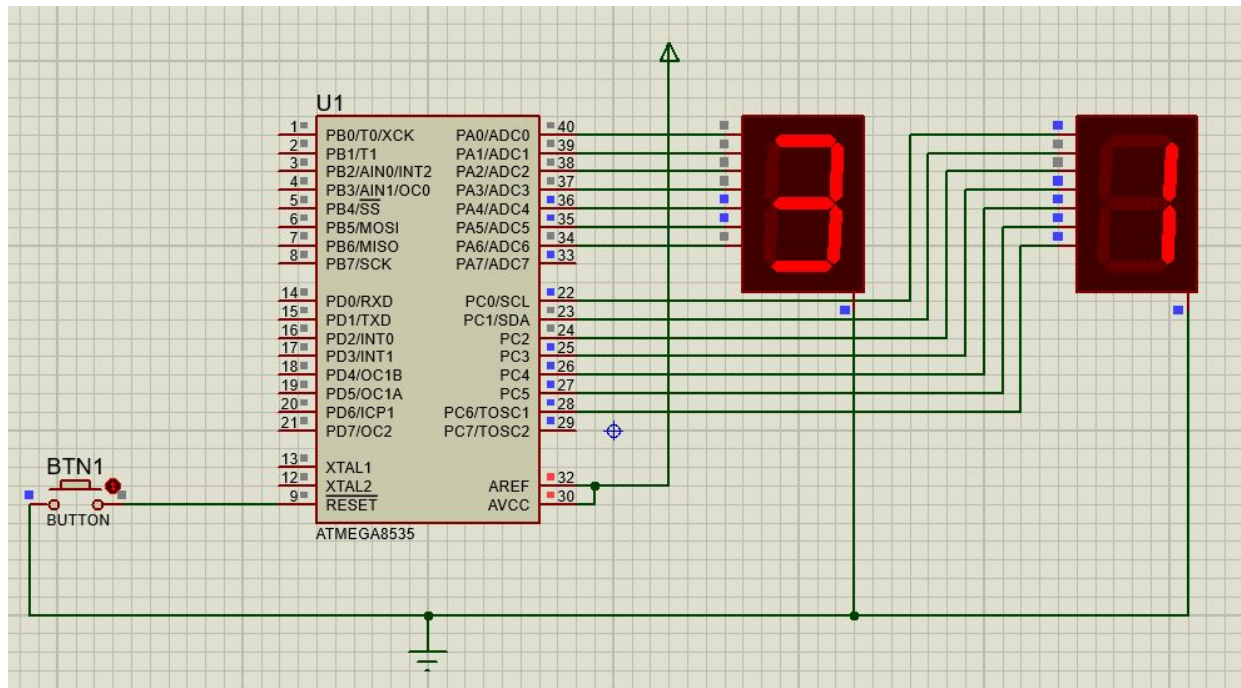 U1
1 PB0/T0/XCK PA0/ADC0 40
2 PB1/T1 PA1/ADC1 39
3 PB2/AIN0/INT2 PA2/ADC2 38
4 PB3/AIN1/OC0 PA3/ADC3 37
5 PB4/SS PA4/ADC4 36
6 PB5/MOSI PA5/ADC5 35
7 PB6/MISO PA6/ADC6 34
8 PB7/SCK PA7/ADC7 33
14 PD0/RXD PC0/SCL 22
15 PD1/TXD PC1/SDA 23
16 PD2/INT0 PC2 24
17 PD3/INT1 PC3 25
18 PD4/OC1B PC4 26
19 PD5/OC1A PC5 27
20 PD6/ICP1 PC6/TOSC1 28
21 PD7/OC2 PC7/TOSC2 29
13 XTAL1
12 XTAL2 AREF 32
9 RESET AVCC 30
ATMEGA8535
BTN1
BUTTON
3 1